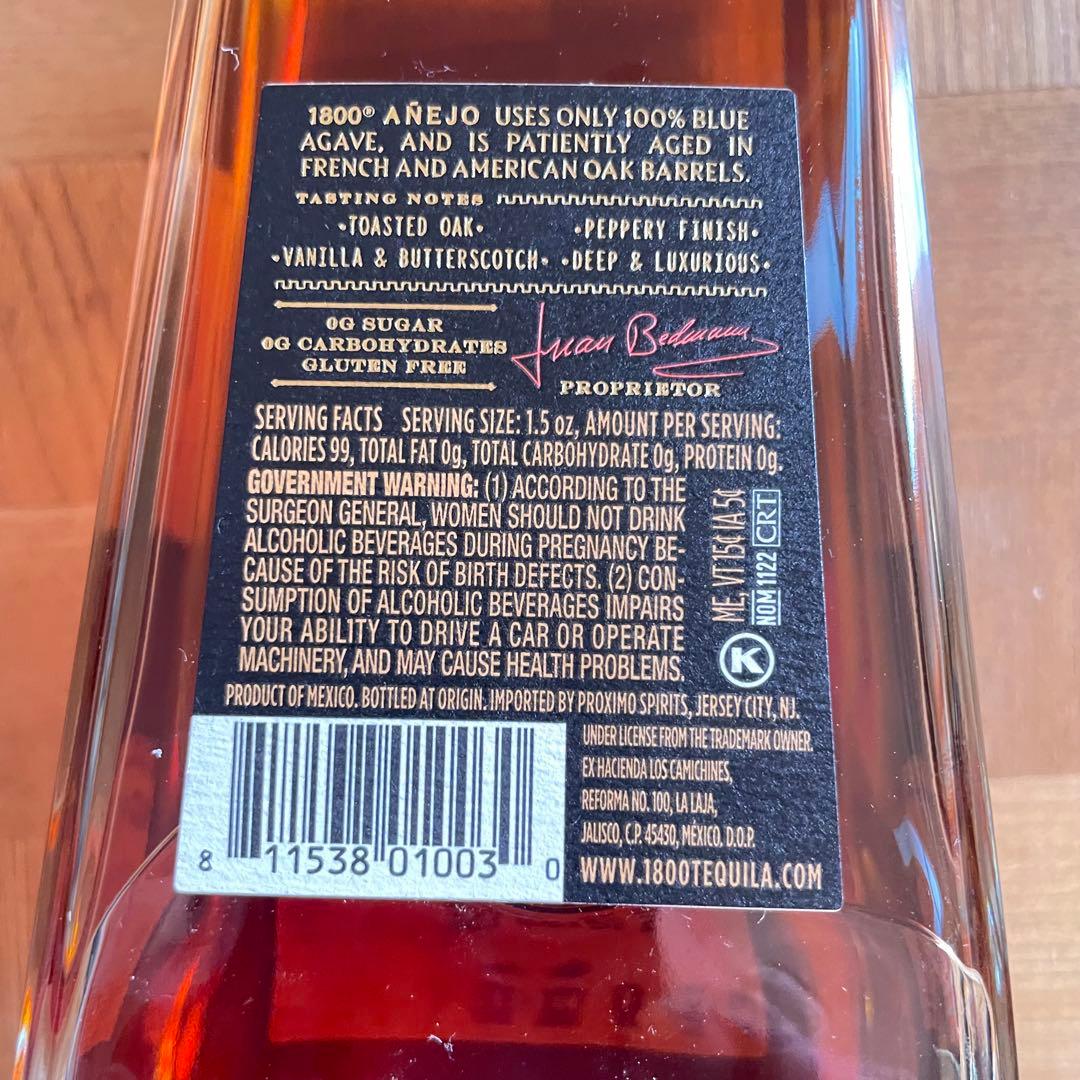 1800® AÑEJO USES ONLY 100% BLUE
AGAVE, AND IS PATIENTLY AGED IN
FRENCH AND AMERICAN OAK BARRELS.
TASTING NOTES
•TOASTED OAK• •PEPPERY FINISH•
•VANILLA & BUTTERSCOTCH• •DEEP & LUXURIOUS•
0G SUGAR
0G CARBOHYDRATES
GLUTEN FREE
Juan Beckmann
PROPRIETOR
SERVING FACTS SERVING SIZE: 1.5 oz, AMOUNT PER SERVING:
CALORIES 99, TOTAL FAT 0g, TOTAL CARBOHYDRATE 0g, PROTEIN 0g.
GOVERNMENT WARNING: (1) ACCORDING TO THE
SURGEON GENERAL, WOMEN SHOULD NOT DRINK
ALCOHOLIC BEVERAGES DURING PREGNANCY BE-
CAUSE OF THE RISK OF BIRTH DEFECTS. (2) CON-
SUMPTION OF ALCOHOLIC BEVERAGES IMPAIRS
YOUR ABILITY TO DRIVE A CAR OR OPERATE
MACHINERY, AND MAY CAUSE HEALTH PROBLEMS.
ME, VT 15¢ IA 5¢
NOM 1122 CRT
K
PRODUCT OF MEXICO. BOTTLED AT ORIGIN. IMPORTED BY PROXIMO SPIRITS, JERSEY CITY, NJ.
UNDER LICENSE FROM THE TRADEMARK OWNER.
EX HACIENDA LOS CAMICHINES,
REFORMA NO. 100, LA LAJA,
JALISCO, C.P. 45430, MÉXICO. D.O.P.
WWW.1800TEQUILA.COM
8 11538 01003 0